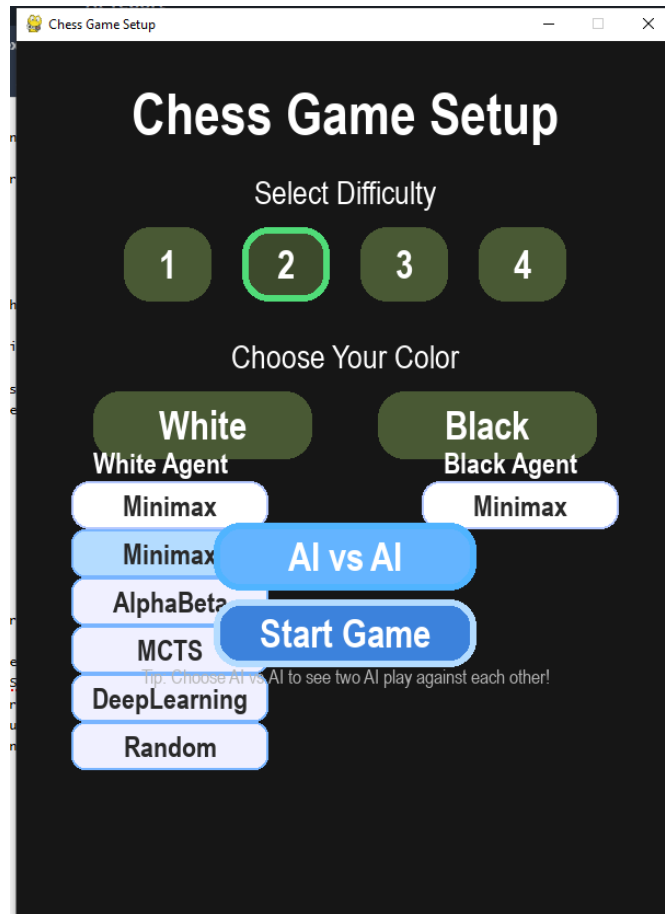 Chess Game Setup
Chess Game Setup
Select Difficulty
1 2 3 4
Choose Your Color
White Black
White Agent Black Agent
Minimax Minimax
Minimax
AI vs AI
AlphaBeta
Start Game
MCTS
Tip: Choose AI vs AI to see two AI play against each other!
DeepLearning
Random